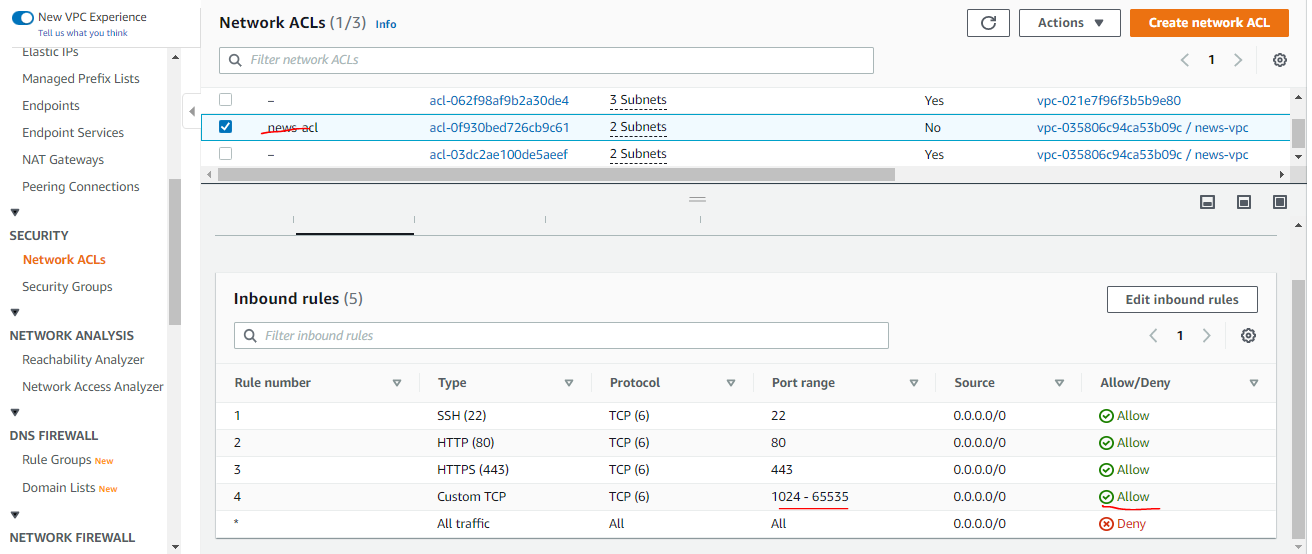 New VPC Experience
Tell us what you think
Elastic IPs
Managed Prefix Lists
Endpoints
Endpoint Services
NAT Gateways
Peering Connections
SECURITY
Network ACLs
Security Groups
NETWORK ANALYSIS
Reachability Analyzer
Network Access Analyzer
DNS FIREWALL
Rule Groups New
Domain Lists New
NETWORK FIREWALL
Network ACLs (1/3) Info
Actions
Create network ACL
Filter network ACLs
1
– acl-062f98af9b2a30de4 3 Subnets Yes vpc-021e7f96f3b5b9e80
news-acl acl-0f930bed726cb9c61 2 Subnets No vpc-035806c94ca53b09c / news-vpc
– acl-03dc2ae100de5aeef 2 Subnets Yes vpc-035806c94ca53b09c / news-vpc
Inbound rules (5)
Edit inbound rules
Filter inbound rules
1
Rule number Type Protocol Port range Source Allow/Deny
1 SSH (22) TCP (6) 22 0.0.0.0/0 Allow
2 HTTP (80) TCP (6) 80 0.0.0.0/0 Allow
3 HTTPS (443) TCP (6) 443 0.0.0.0/0 Allow
4 Custom TCP TCP (6) 1024 - 65535 0.0.0.0/0 Allow
* All traffic All All 0.0.0.0/0 Deny